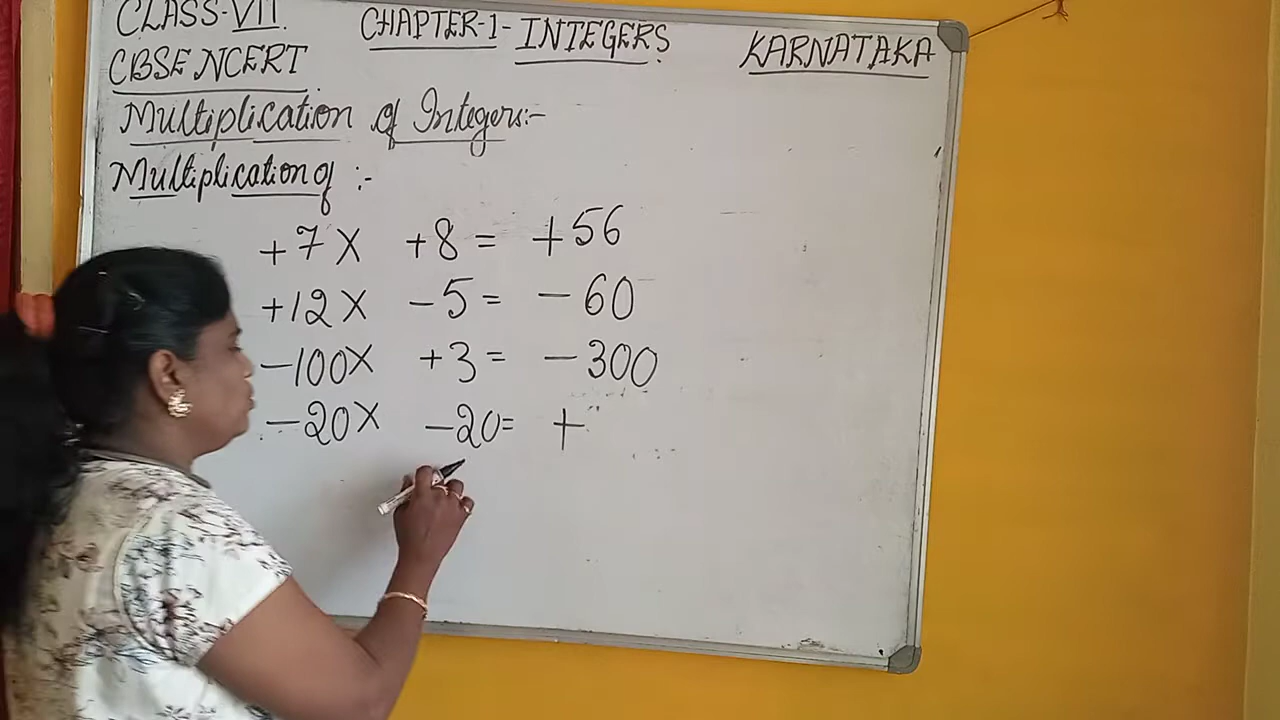 CLASS-VII. CHAPTER-1-INTEGERS. KARNATAKA
CBSE NCERT
Multiplication of Integers:-
Multiplication of :-
+7 X +8 = +56
+12 X -5 = -60
-100 X +3 = -300
-20 X -20 = +